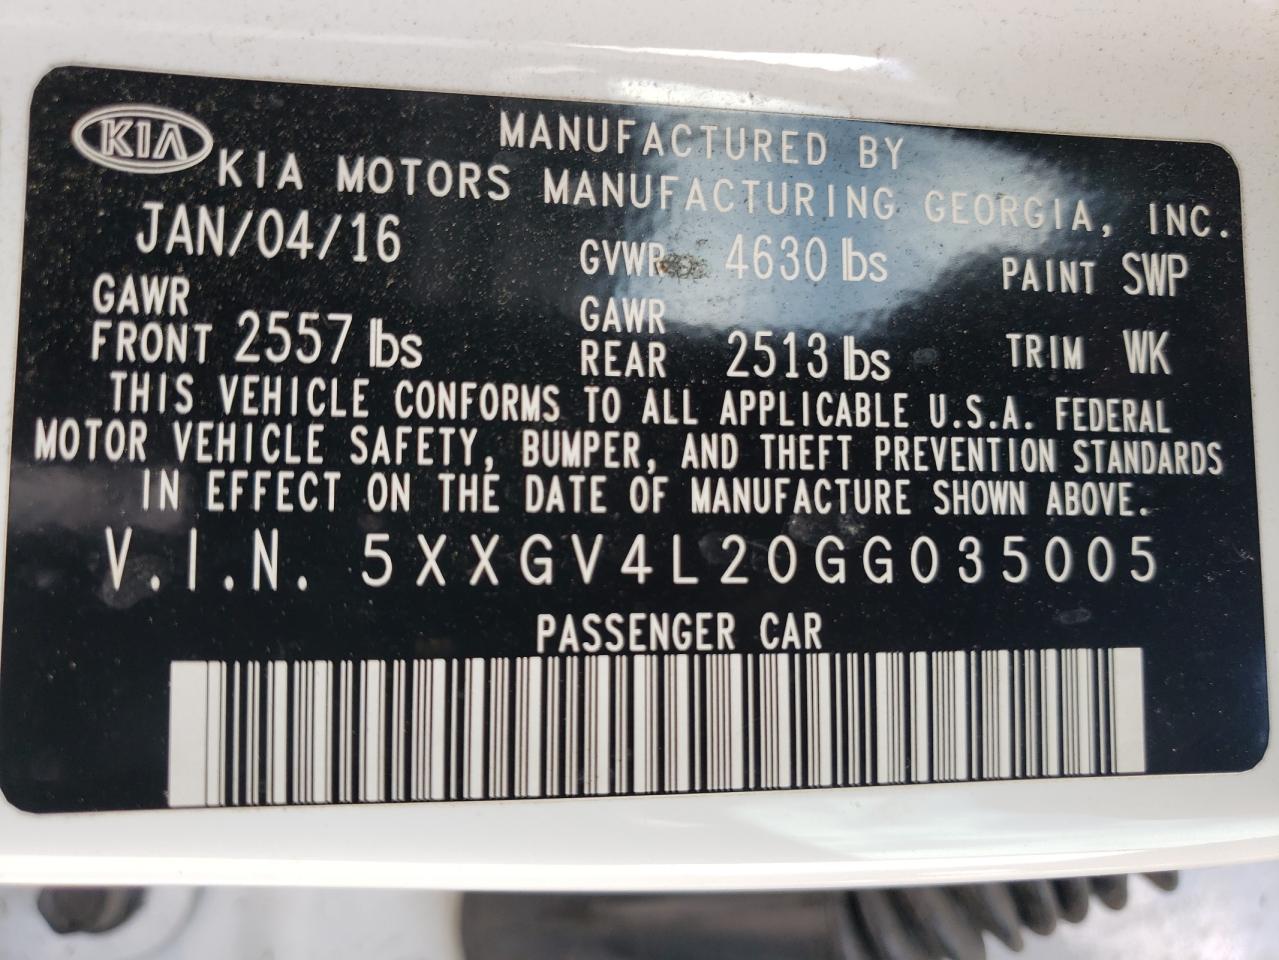 KIA
MANUFACTURED BY
KIA MOTORS MANUFACTURING GEORGIA, INC.
JAN/04/16 GVWR 4630 lbs PAINT SWP
GAWR FRONT 2557 lbs GAWR REAR 2513 lbs TRIM WK
THIS VEHICLE CONFORMS TO ALL APPLICABLE U.S.A. FEDERAL
MOTOR VEHICLE SAFETY, BUMPER, AND THEFT PREVENTION STANDARDS
IN EFFECT ON THE DATE OF MANUFACTURE SHOWN ABOVE.
V.I.N. 5XXGV4L20GG035005
PASSENGER CAR